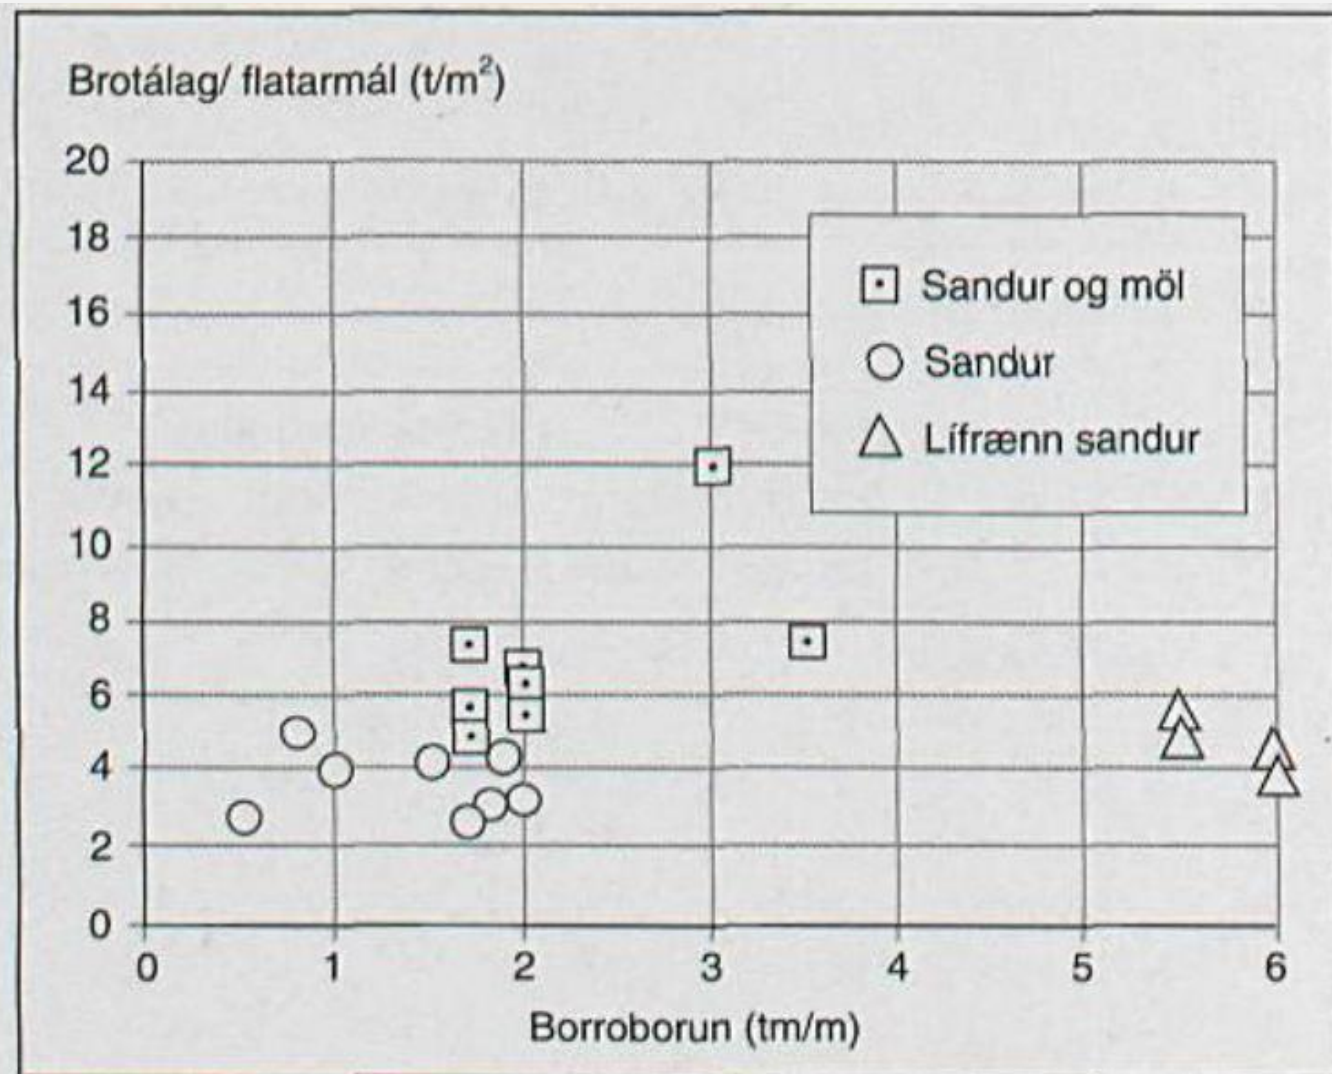 Brotálag/ flatarmál (t/m²)
20
18
16
14
12
10
8
6
4
2
0
0 1 2 3 4 5 6
Borroborun (tm/m)
Sandur og möl
Sandur
Lífrænn sandur